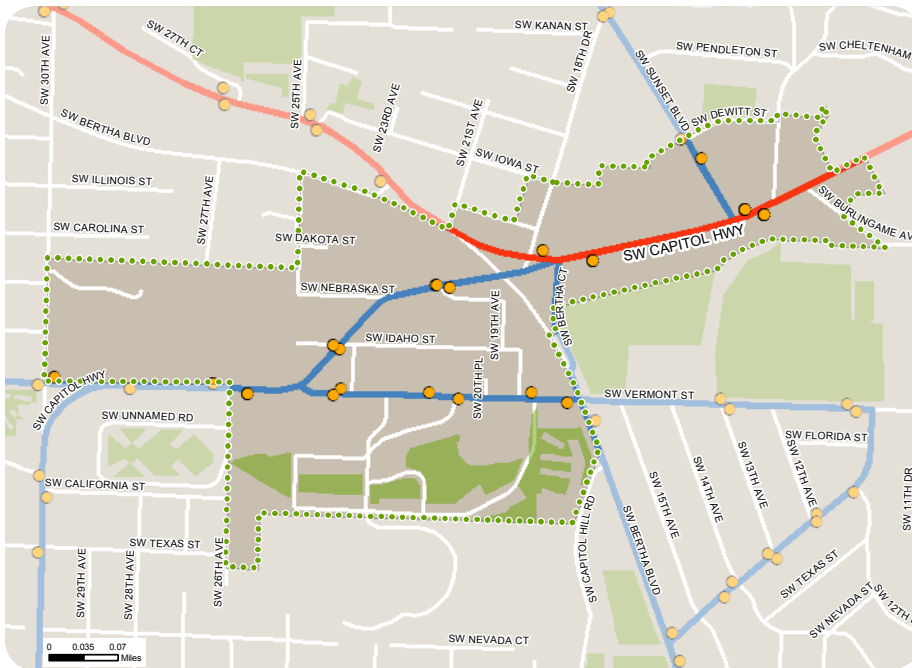 SW KANAN ST
SW 27TH CT
SW 18TH DR
SW PENDLETON ST
SW CHELTENHAM
SW 30TH AVE
SW 25TH AVE
SW SUNSET BLVD
SW 23RD AVE
SW 21ST AVE
SW DEWITT ST
SW BERTHA BLVD
SW IOWA ST
SW ILLINOIS ST
SW 27TH AVE
SW BURLINGAME AV
SW CAROLINA ST
SW DAKOTA ST
SW CAPITOL HWY
SW NEBRASKA ST
SW 19TH AVE
SW BERTHA CT
SW IDAHO ST
SW CAPITOL HWY
SW 20TH PL
SW VERMONT ST
SW UNNAMED RD
SW FLORIDA ST
SW 15TH AVE
SW 14TH AVE
SW 13TH AVE
SW 12TH AVE
SW 11TH DR
SW CALIFORNIA ST
SW CAPITOL HILL RD
SW BERTHA BLVD
SW TEXAS ST
SW 29TH AVE
SW 28TH AVE
SW 26TH AVE
SW TEXAS ST
SW NEVADA ST
SW 12TH
SW NEVADA CT
0 0.035 0.07
Miles